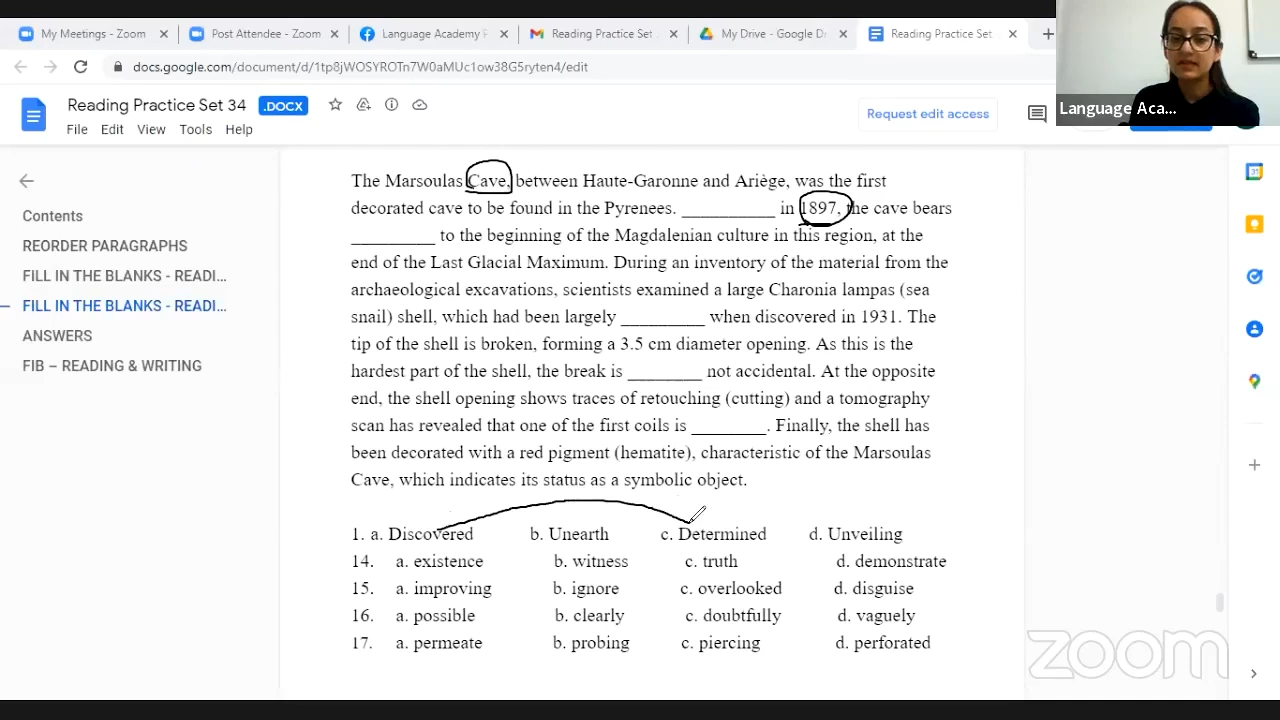 My Meetings - Zoom
Post Attendee - Zoom
Language Academy
Reading Practice Set
My Drive - Google Dr
Reading Practice Set
docs.google.com/document/d/1tp8jWOSYROTn7W0aMUc1ow38G5ryten4/edit
Reading Practice Set 34 .DOCX
Request edit access
Language Aca...
File Edit View Tools Help
Contents
REORDER PARAGRAPHS
FILL IN THE BLANKS - READI...
FILL IN THE BLANKS - READI...
ANSWERS
FIB – READING & WRITING
The Marsoulas Cave, between Haute-Garonne and Ariège, was the first
decorated cave to be found in the Pyrenees. __________ in 1897, the cave bears
_________ to the beginning of the Magdalenian culture in this region, at the
end of the Last Glacial Maximum. During an inventory of the material from the
archaeological excavations, scientists examined a large Charonia lampas (sea
snail) shell, which had been largely _________ when discovered in 1931. The
tip of the shell is broken, forming a 3.5 cm diameter opening. As this is the
hardest part of the shell, the break is ________ not accidental. At the opposite
end, the shell opening shows traces of retouching (cutting) and a tomography
scan has revealed that one of the first coils is ________. Finally, the shell has
been decorated with a red pigment (hematite), characteristic of the Marsoulas
Cave, which indicates its status as a symbolic object.
1. a. Discovered b. Unearth c. Determined d. Unveiling
14. a. existence b. witness c. truth d. demonstrate
15. a. improving b. ignore c. overlooked d. disguise
16. a. possible b. clearly c. doubtfully d. vaguely
17. a. permeate b. probing c. piercing d. perforated
zoom